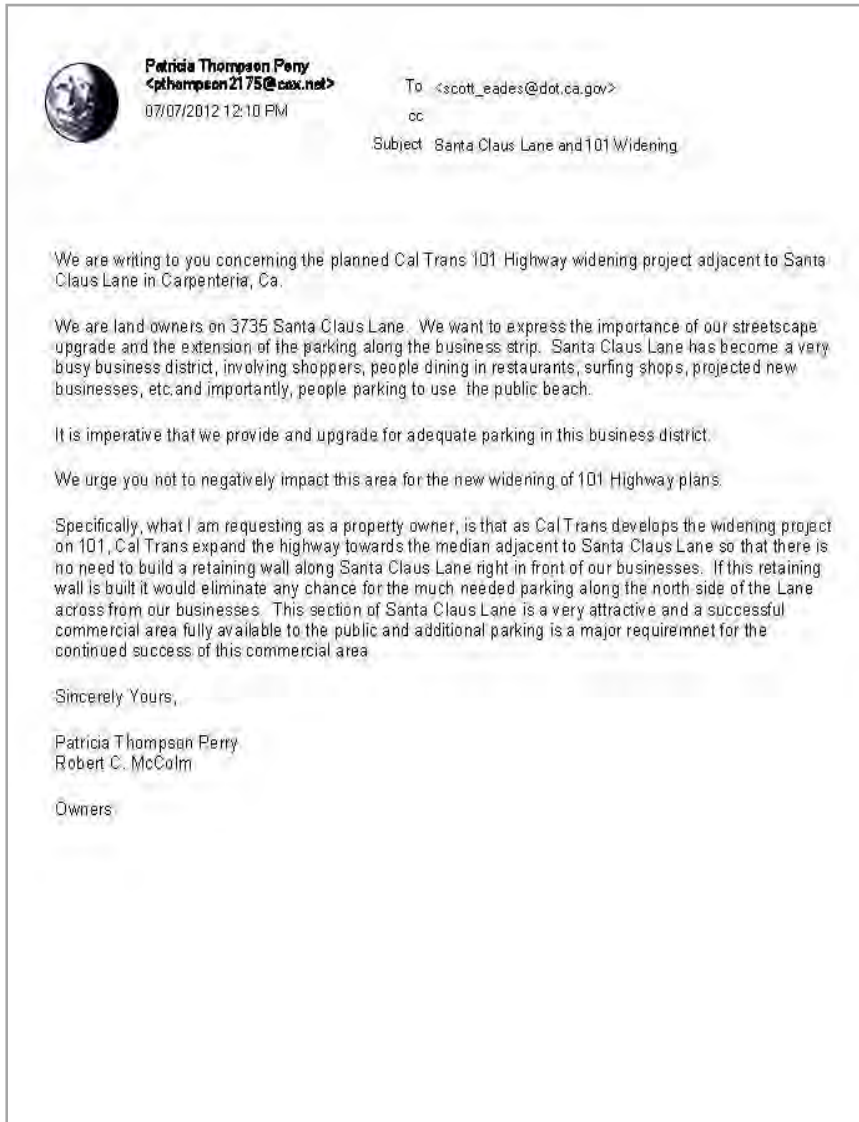 Patricia Thompson Perry
<pthompson2175@cox.net>
07/07/2012 12:10 PM
To <scott_eades@dot.ca.gov>
cc
Subject Santa Claus Lane and 101 Widening
We are writing to you concerning the planned Cal Trans 101 Highway widening project adjacent to Santa
Claus Lane in Carpenteria, Ca.
We are land owners on 3735 Santa Claus Lane. We want to express the importance of our streetscape
upgrade and the extension of the parking along the business strip. Santa Claus Lane has become a very
busy business district, involving shoppers, people dining in restaurants, surfing shops, projected new
businesses, etc.and importantly, people parking to use the public beach.
It is imperative that we provide and upgrade for adequate parking in this business district.
We urge you not to negatively impact this area for the new widening of 101 Highway plans.
Specifically, what I am requesting as a property owner, is that as Cal Trans develops the widening project
on 101, Cal Trans expand the highway towards the median adjacent to Santa Claus Lane so that there is
no need to build a retaining wall along Santa Claus Lane right in front of our businesses. If this retaining
wall is built it would eliminate any chance for the much needed parking along the north side of the Lane
across from our businesses. This section of Santa Claus Lane is a very attractive and a successful
commercial area fully available to the public and additional parking is a major requiremnet for the
continued success of this commercial area
Sincerely Yours,
Patricia Thompson Perry
Robert C. McColm
Owners